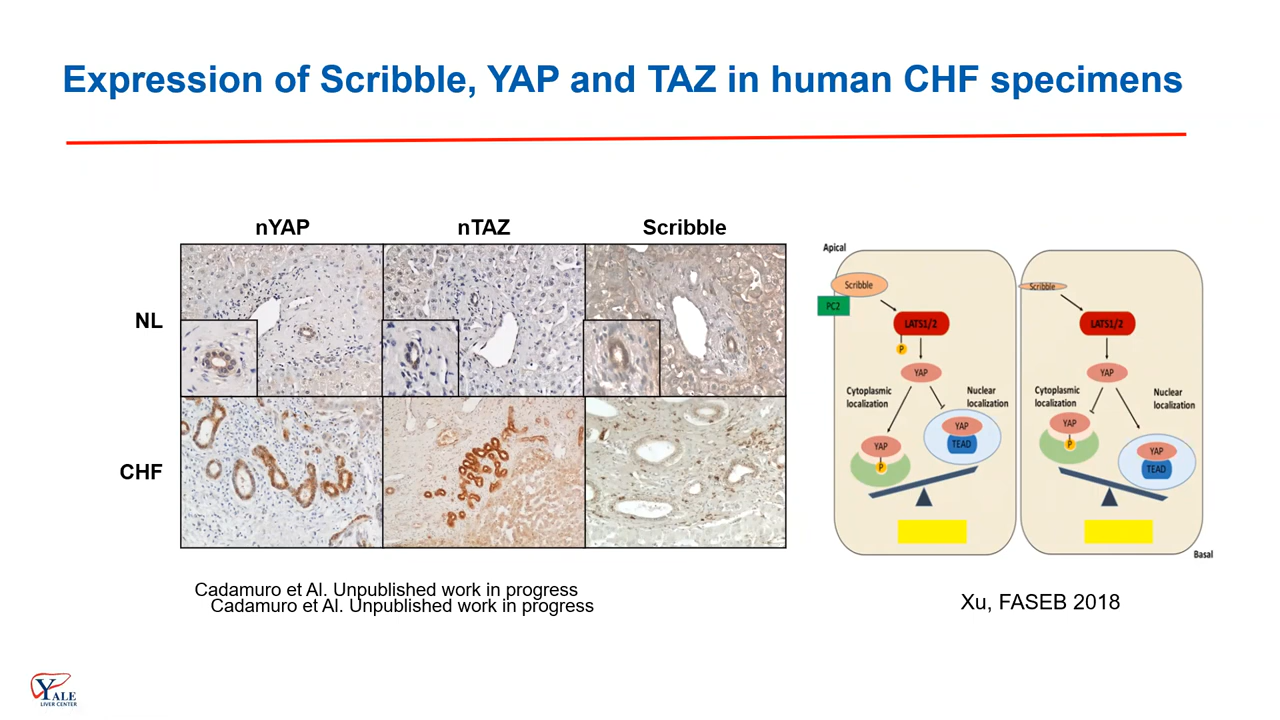 Expression of Scribble, YAP and TAZ in human CHF specimens
nYAP
nTAZ
Scribble
NL
CHF
Cadamuro et Al. Unpublished work in progress
Cadamuro et Al. Unpublished work in progress
Apical
Scribble
PC2
LATS1/2
P
YAP
Cytoplasmic
localization
Nuclear
localization
YAP
P
YAP
TEAD
Scribble
LATS1/2
YAP
Cytoplasmic
localization
Nuclear
localization
YAP
P
YAP
TEAD
Basal
Xu, FASEB 2018
YALE
LIVER CENTER